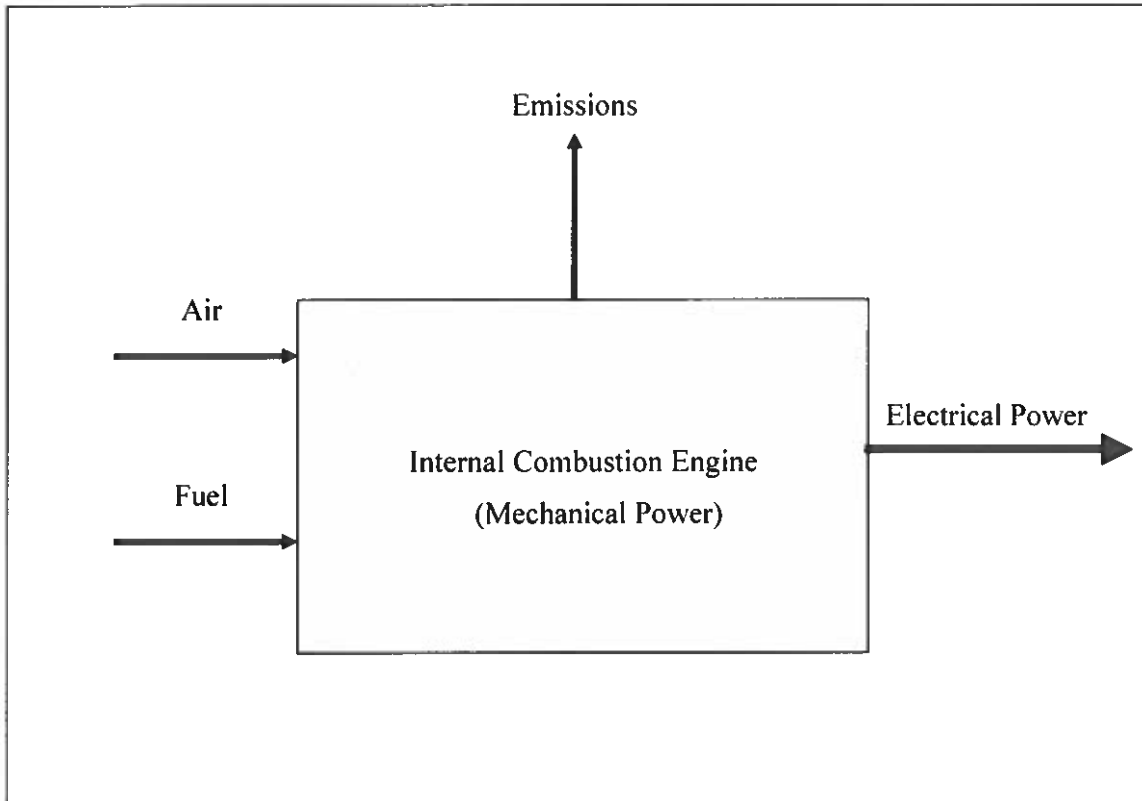 Emissions
Air
Electrical Power
Internal Combustion Engine
Fuel
(Mechanical Power)